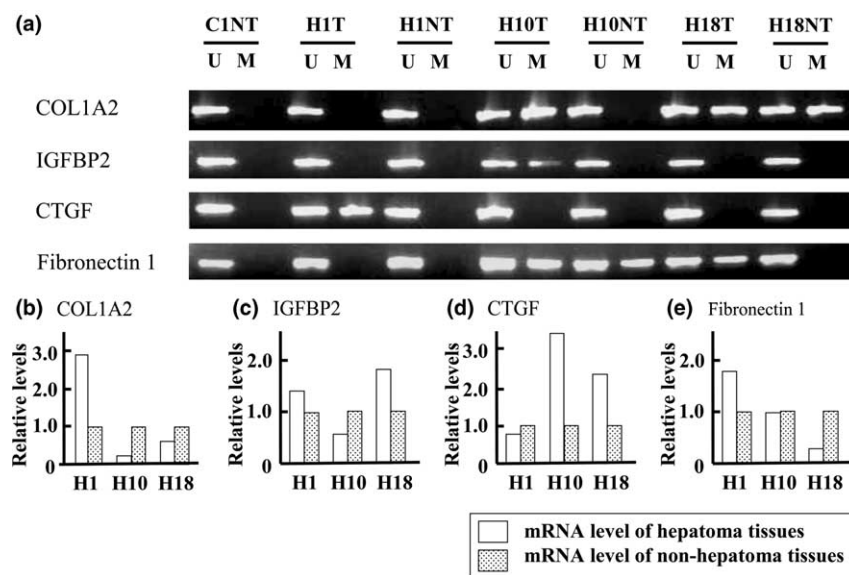 (a) C1NT H1T H1NT H10T H10NT H18T H18NT
U M U M U M U M U M U M U M
COL1A2
IGFBP2
CTGF
Fibronectin 1
(b) COL1A2
Relative levels
3.0
2.0
1.0
0
H1 H10 H18
(c) IGFBP2
Relative levels
2.0
1.0
0
H1 H10 H18
(d) CTGF
Relative levels
3.0
2.0
1.0
0
H1 H10 H18
(e) Fibronectin 1
Relative levels
2.0
1.0
0
H1 H10 H18
mRNA level of hepatoma tissues
mRNA level of non-hepatoma tissues